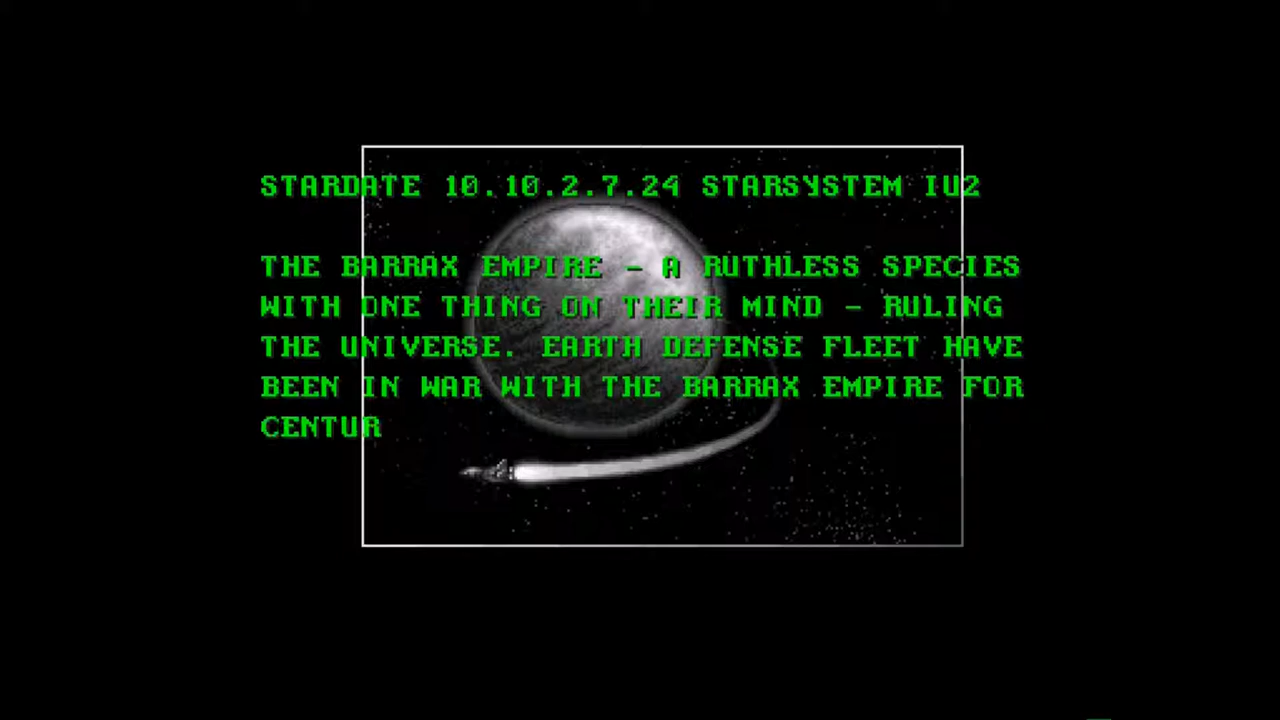 STARDATE 10.10.2.7.24 STARSYSTEM IU2
THE BARRAX EMPIRE - A RUTHLESS SPECIES
WITH ONE THING ON THEIR MIND - RULING
THE UNIVERSE. EARTH DEFENSE FLEET HAVE
BEEN IN WAR WITH THE BARRAX EMPIRE FOR
CENTUR